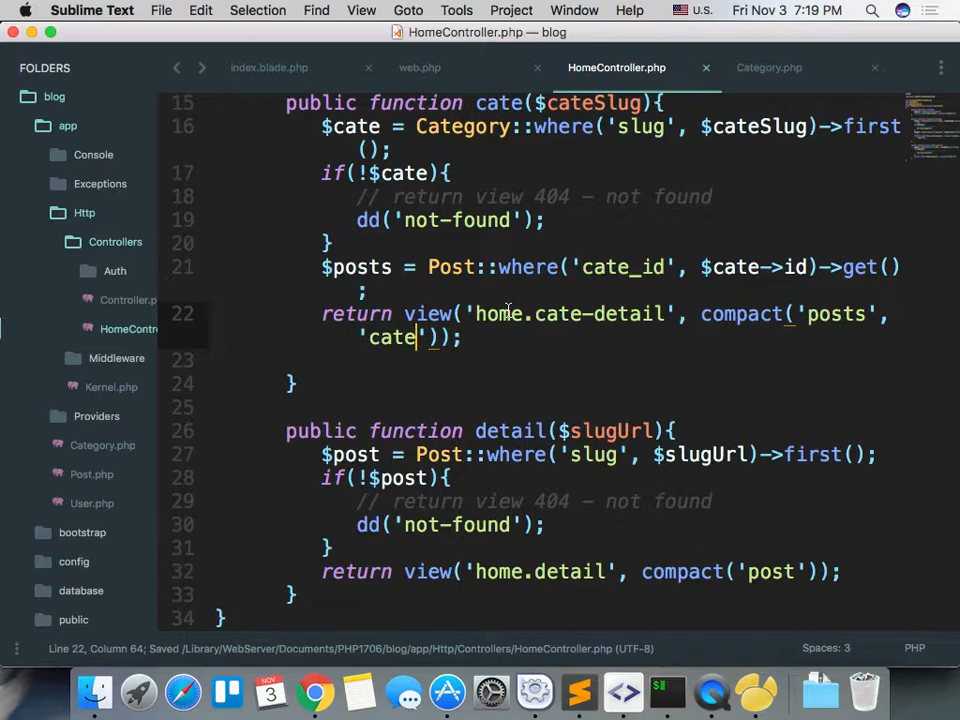 Sublime Text File Edit Selection Find View Goto Tools Project Window Help U.S. Fri Nov 3 7:19 PM
HomeController.php — blog
FOLDERS
index.blade.php
web.php
HomeController.php
Category.php
blog
app
Console
Exceptions
Http
Controllers
Auth
Controller.p
HomeContr
Middleware
Kernel.php
Providers
Category.php
Post.php
User.php
bootstrap
config
database
public
15 public function cate($cateSlug){
16 $cate = Category::where('slug', $cateSlug)->first
();
17 if(!$cate){
18 // return view 404 - not found
19 dd('not-found');
20 }
21 $posts = Post::where('cate_id', $cate->id)->get()
;
22 return view('home.cate-detail', compact('posts',
'cate'));
23
24 }
25
26 public function detail($slugUrl){
27 $post = Post::where('slug', $slugUrl)->first();
28 if(!$post){
29 // return view 404 - not found
30 dd('not-found');
31 }
32 return view('home.detail', compact('post'));
33 }
34 }
Line 22, Column 64; Saved /Library/WebServer/Documents/PHP1706/blog/app/Http/Controllers/HomeController.php (UTF-8) Spaces: 3 PHP
NOV
3